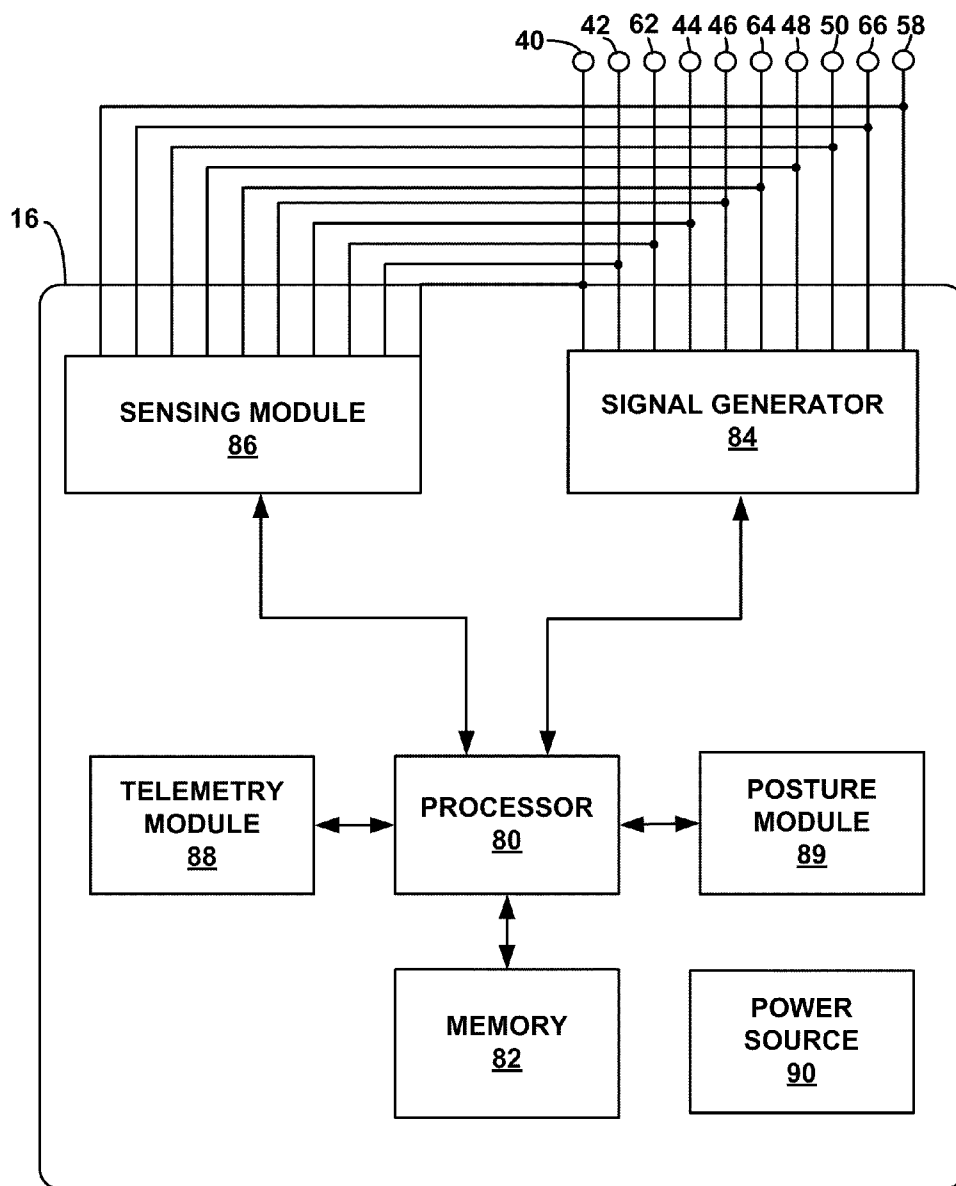 40 42 62 44 46 64 48 50 66 58
16
SENSING MODULE
86
SIGNAL GENERATOR
84
TELEMETRY
MODULE
88
PROCESSOR
80
POSTURE
MODULE
89
MEMORY
82
POWER
SOURCE
90